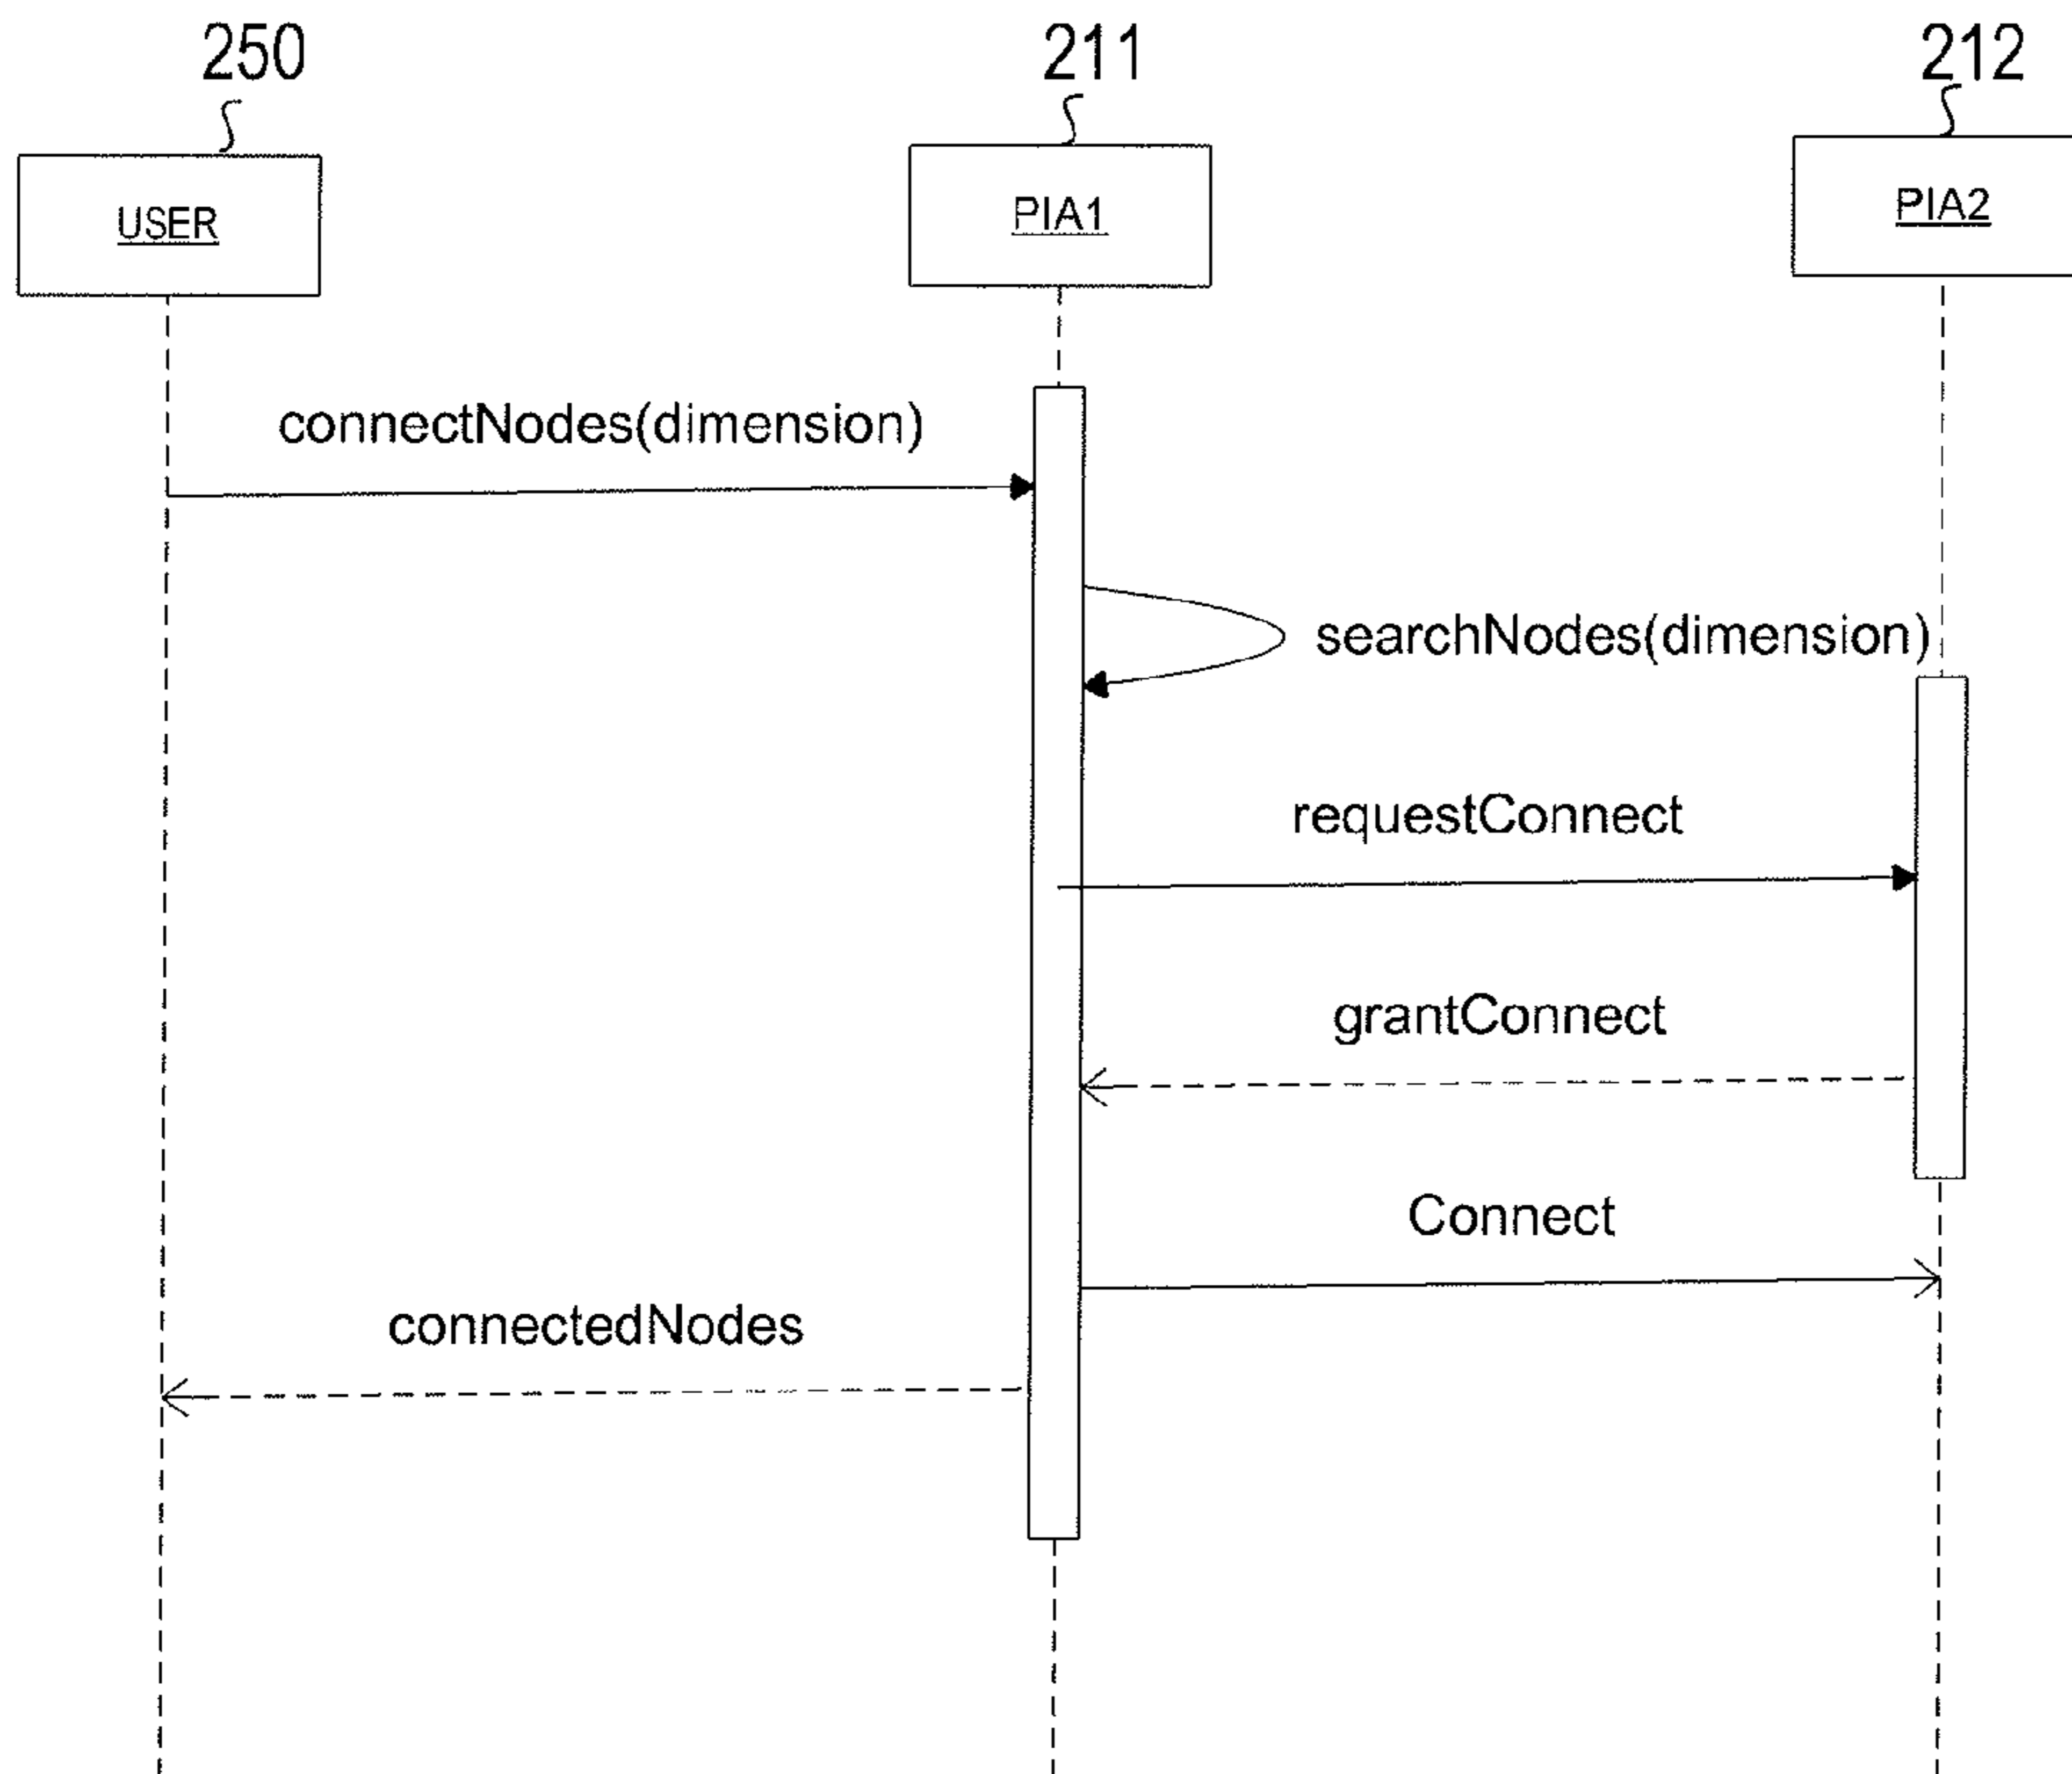 250
211
212
USER
PIA1
PIA2
connectNodes(dimension)
searchNodes(dimension)
requestConnect
grantConnect
Connect
connectedNodes